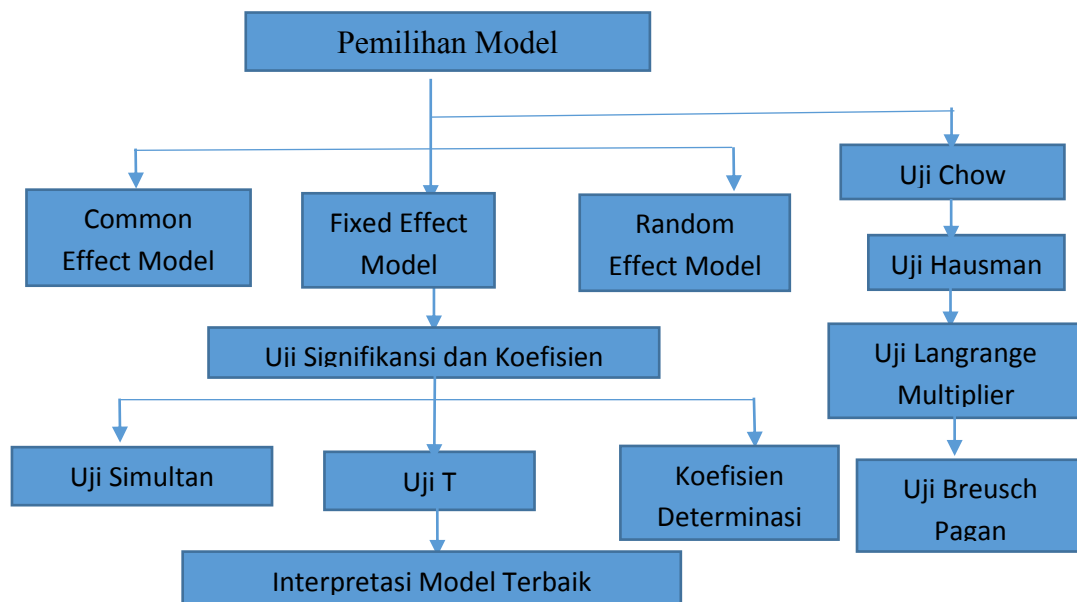 Pemilihan Model
Common
Effect Model
Fixed Effect
Model
Random
Effect Model
Uji Chow
Uji Hausman
Uji Langrange
Multiplier
Uji Breusch
Pagan
Uji Signifikansi dan Koefisien
Uji Simultan
Uji T
Koefisien
Determinasi
Interpretasi Model Terbaik